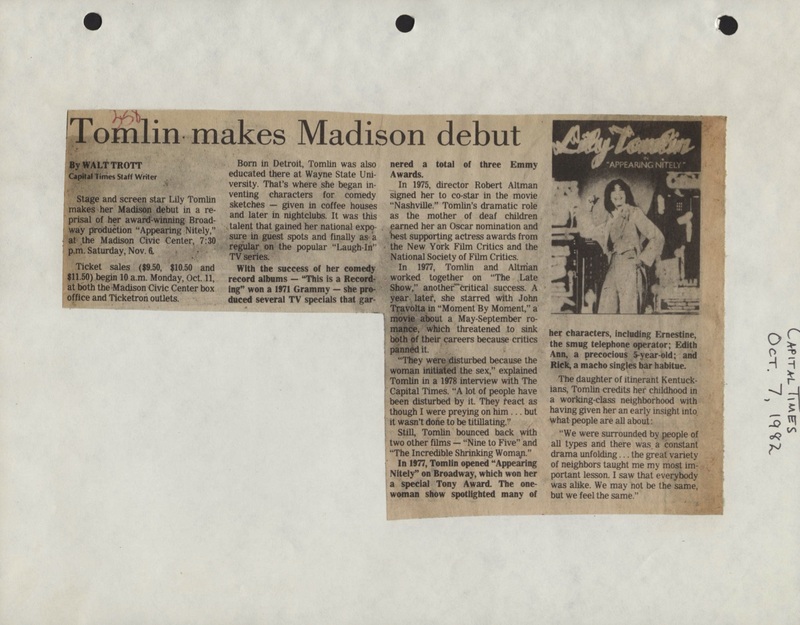 450
Tomlin makes Madison debut
By WALT TROTT
Capital Times Staff Writer
Stage and screen star Lily Tomlin
makes her Madison debut in a re-
prisal of her award-winning Broad-
way production "Appearing Nitely,"
at the Madison Civic Center, 7:30
p.m. Saturday, Nov. 6.
Ticket sales ($9.50, $10.50 and
$11.50) begin 10 a.m. Monday, Oct. 11,
at both the Madison Civic Center box
office and Ticketron outlets.
Born in Detroit, Tomlin was also
educated there at Wayne State Uni-
versity. That's where she began in-
venting characters for comedy
sketches — given in coffee houses
and later in nightclubs. It was this
talent that gained her national expo-
sure in guest spots and finally as a
regular on the popular "Laugh-In"
TV series.
With the success of her comedy
record albums — "This is a Record-
ing" won a 1971 Grammy — she pro-
duced several TV specials that gar-
nered a total of three Emmy
Awards.
In 1975, director Robert Altman
signed her to co-star in the movie
"Nashville." Tomlin's dramatic role
as the mother of deaf children
earned her an Oscar nomination and
best supporting actress awards from
the New York Film Critics and the
National Society of Film Critics.
In 1977, Tomlin and Altman
worked together on "The Late
Show," another critical success. A
year later, she starred with John
Travolta in "Moment By Moment," a
movie about a May-September ro-
mance, which threatened to sink
both of their careers because critics
panned it.
"They were disturbed because the
woman initiated the sex," explained
Tomlin in a 1978 interview with The
Capital Times. "A lot of people have
been disturbed by it. They react as
though I were preying on him . . . but
it wasn't done to be titillating."
Still, Tomlin bounced back with
two other films — "Nine to Five" and
"The Incredible Shrinking Woman."
In 1977, Tomlin opened "Appearing
Nitely" on Broadway, which won her
a special Tony Award. The one-
woman show spotlighted many of
Lily Tomlin
in
"APPEARING NITELY"
her characters, including Ernestine,
the smug telephone operator; Edith
Ann, a precocious 5-year-old; and
Rick, a macho singles bar habitue.
The daughter of itinerant Kentuck-
ians, Tomlin credits her childhood in
a working-class neighborhood with
having given her an early insight into
what people are all about:
"We were surrounded by people of
all types and there was a constant
drama unfolding . . . the great variety
of neighbors taught me my most im-
portant lesson. I saw that everybody
was alike. We may not be the same,
but we feel the same."
CAPITAL TIMES
OCT. 7, 1982